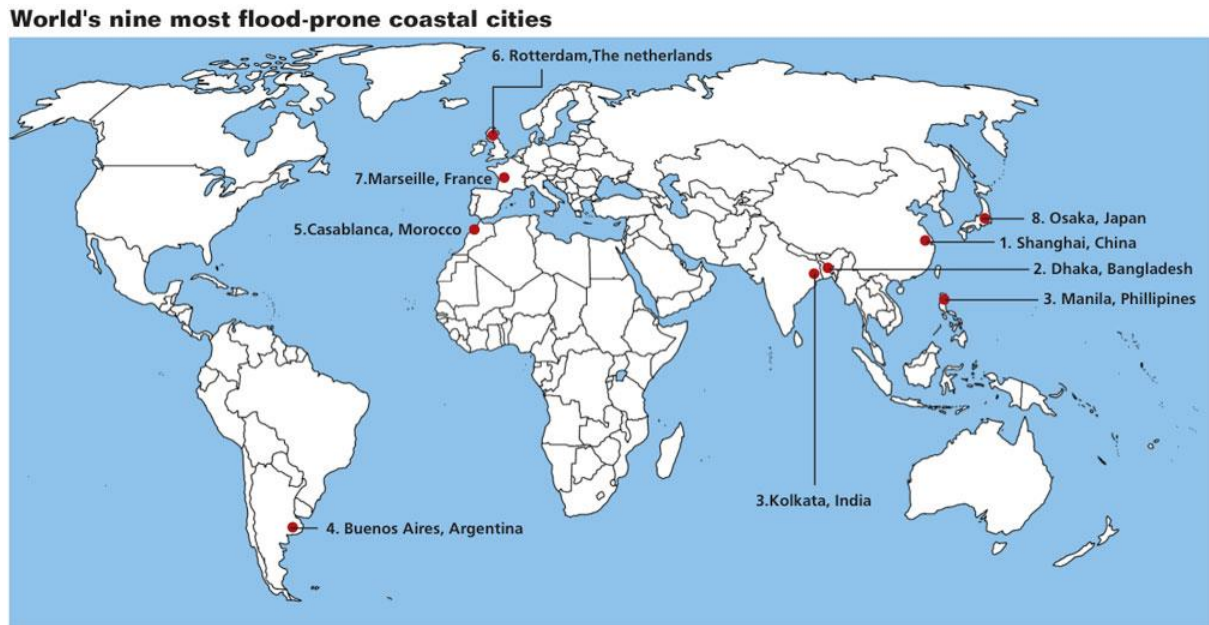 World's nine most flood-prone coastal cities
6. Rotterdam,The netherlands
7.Marseille, France
5.Casablanca, Morocco
8. Osaka, Japan
1. Shanghai, China
2. Dhaka, Bangladesh
3. Manila, Phillipines
3.Kolkata, India
4. Buenos Aires, Argentina